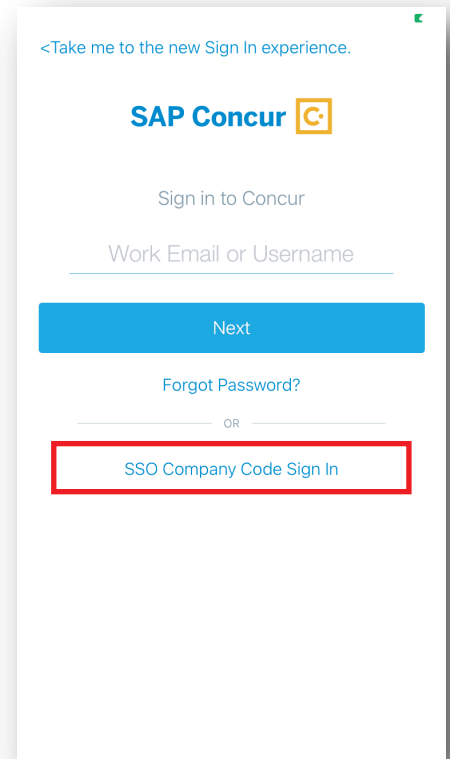 <Take me to the new Sign In experience.
SAP Concur C.
Sign in to Concur
Work Email or Username
Next
Forgot Password?
OR
SSO Company Code Sign In